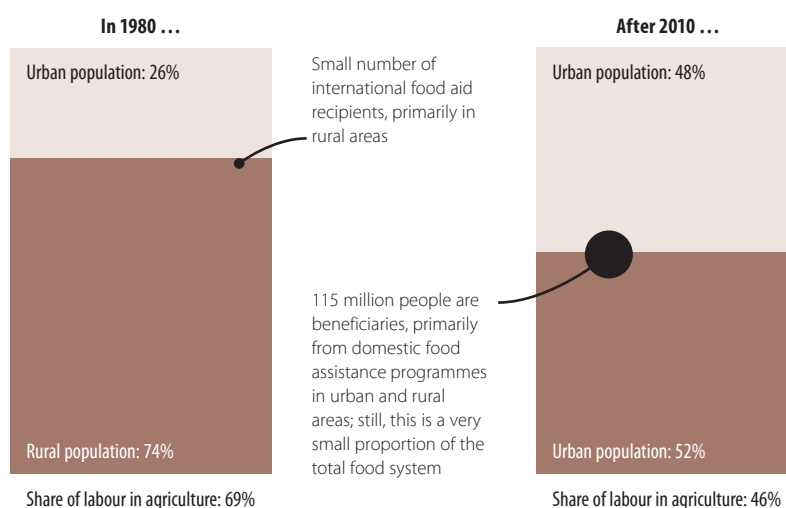 In 1980 …
Urban population: 26%
Rural population: 74%
Share of labour in agriculture: 69%
Small number of
international food aid
recipients, primarily in
rural areas
115 million people are
beneficiaries, primarily
from domestic food
assistance programmes
in urban and rural
areas; still, this is a very
small proportion of the
total food system
After 2010 …
Urban population: 48%
Urban population: 52%
Share of labour in agriculture: 46%